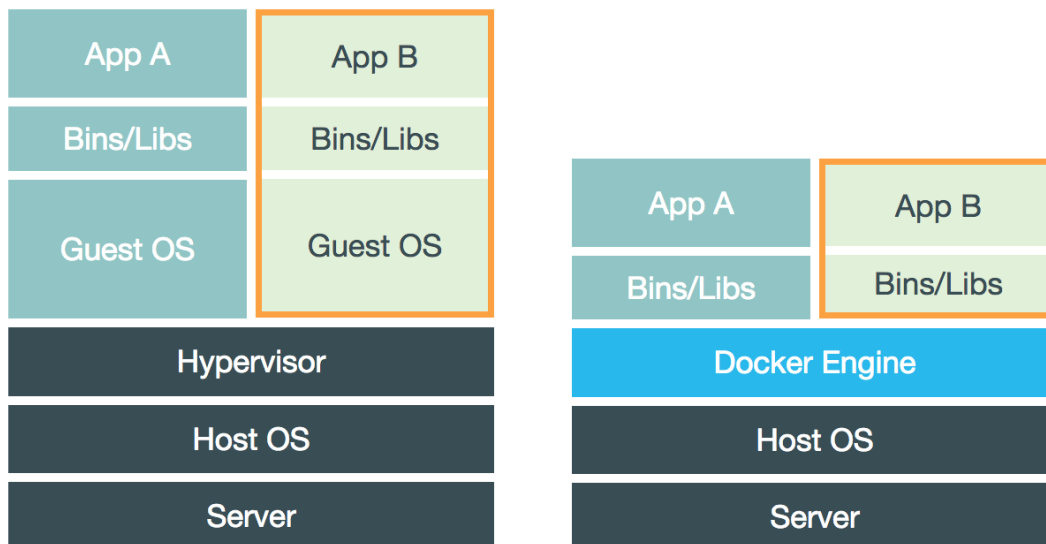 App A
App B
Bins/Libs
Bins/Libs
Guest OS
Guest OS
Hypervisor
Host OS
Server
App A
App B
Bins/Libs
Bins/Libs
Docker Engine
Host OS
Server